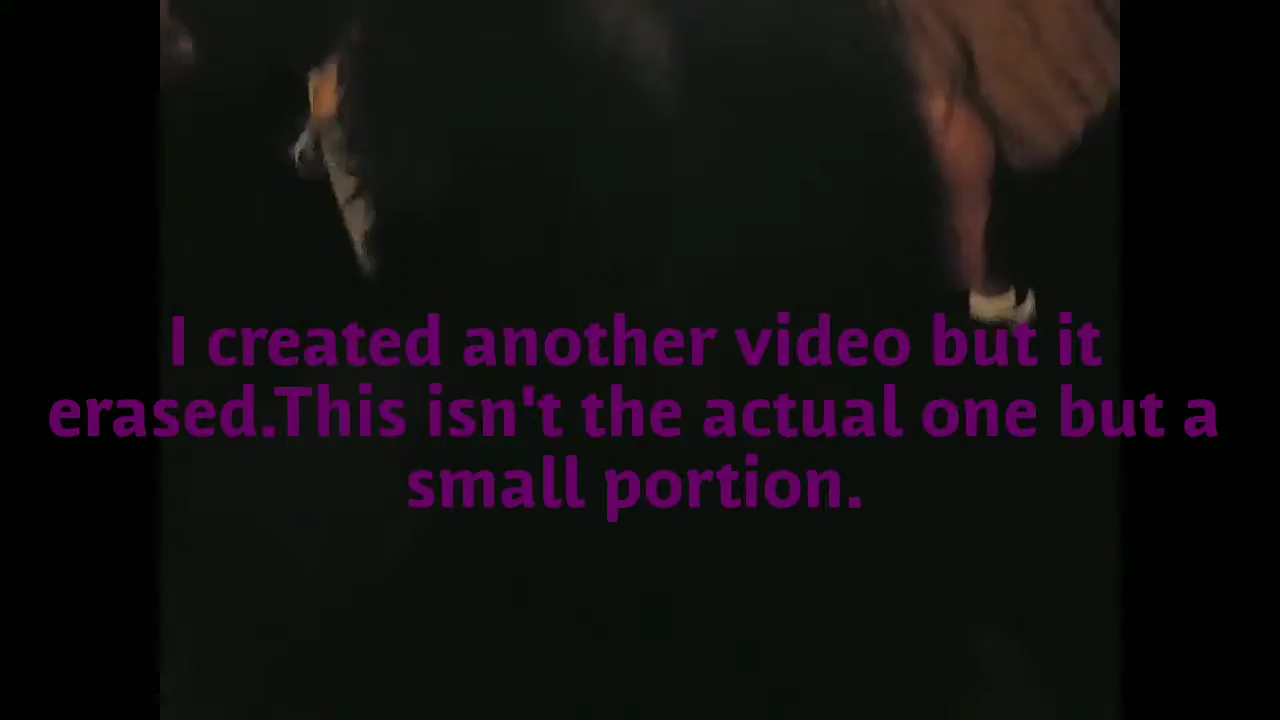 I created another video but it
erased.This isn't the actual one but a
small portion.